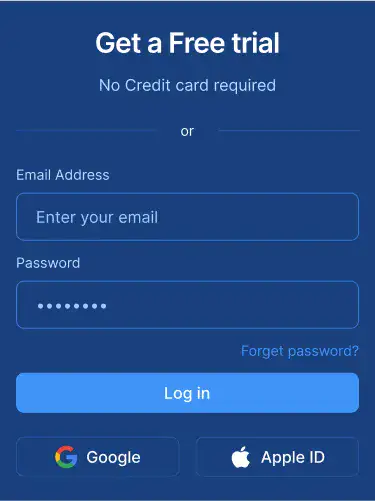 Get a Free trial
No Credit card required
or
Email Address
Enter your email
Password
••••••••
Forget password?
Log in
Google
Apple ID